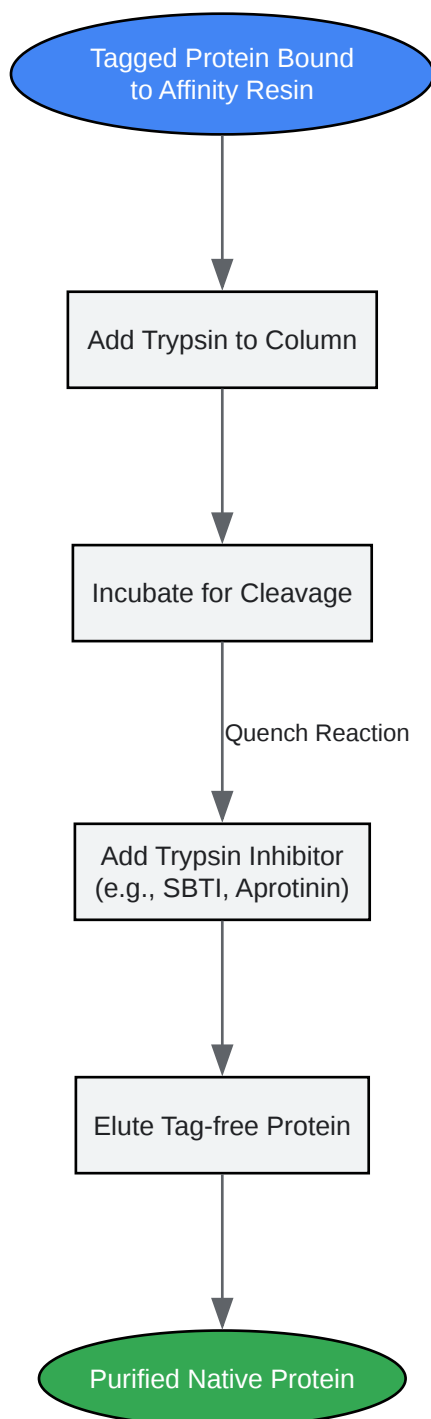 Tagged Protein Bound
to Affinity Resin
Add Trypsin to Column
Incubate for Cleavage
Quench Reaction
Add Trypsin Inhibitor
(e.g., SBTI, Aprotinin)
Elute Tag-free Protein
Purified Native Protein